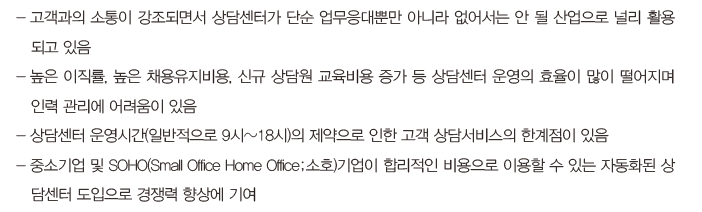 – 고객과의 소통이 강조되면서 상담센터가 단순 업무응대뿐만 아니라 없어서는 안 될 산업으로 널리 활용
되고 있음
– 높은 이직률, 높은 채용유지비용, 신규 상담원 교육비용 증가 등 상담센터 운영의 효율이 많이 떨어지며
인력 관리에 어려움이 있음
– 상담센터 운영시간(일반적으로 9시~18시)의 제약으로 인한 고객 상담서비스의 한계점이 있음
– 중소기업 및 SOHO(Small Office Home Office;소호)기업이 합리적인 비용으로 이용할 수 있는 자동화된 상
담센터 도입으로 경쟁력 향상에 기여